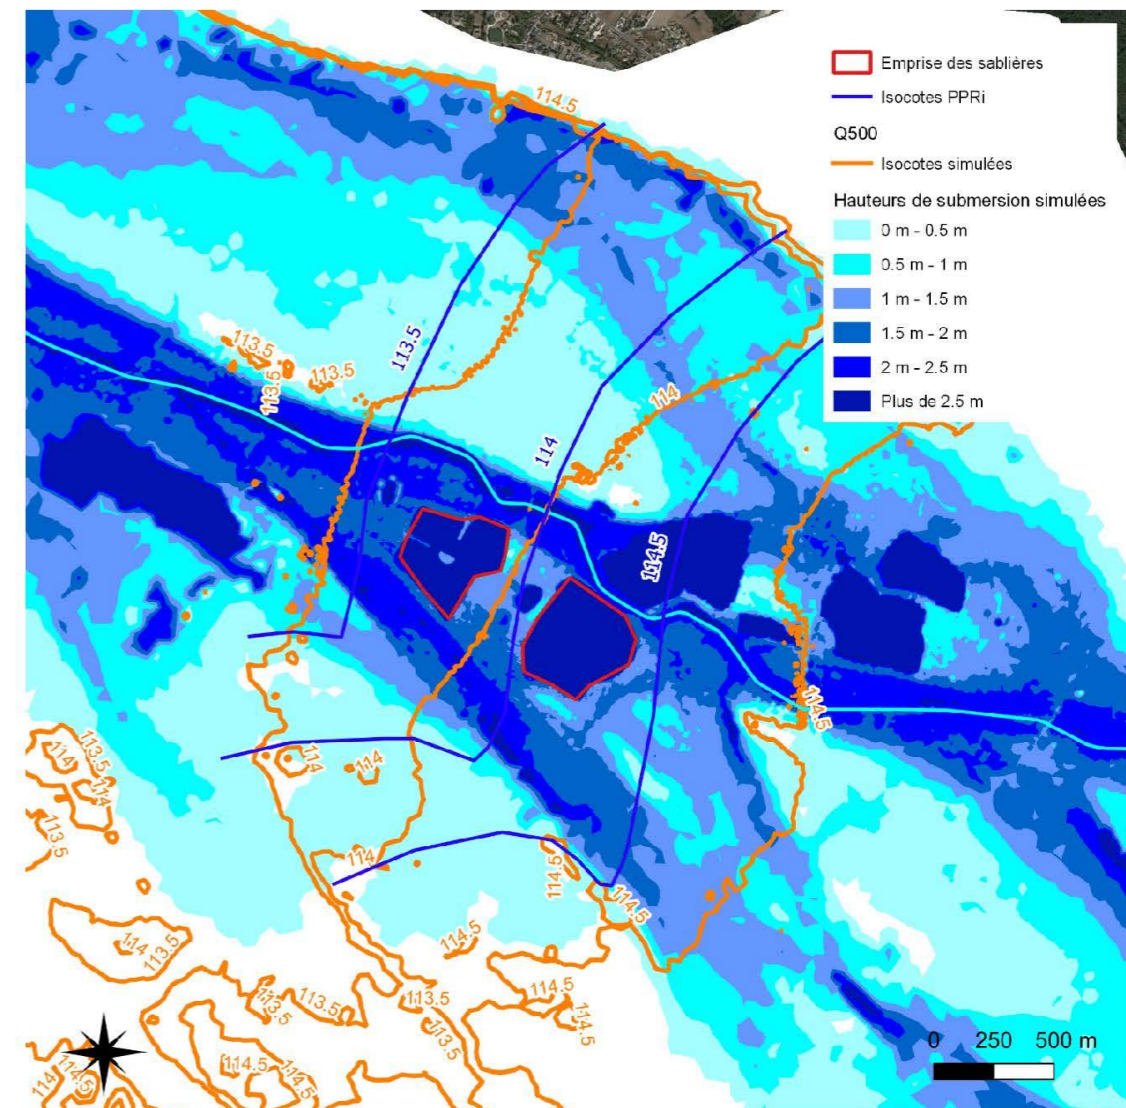 Emprise des sablières
Isocotes PPRi
Q500
Isocotes simulées
Hauteurs de submersion simulées
0 m - 0.5 m
0.5 m - 1 m
1 m - 1.5 m
1.5 m - 2 m
2 m - 2.5 m
Plus de 2.5 m
114.5
113.5
113.5
113.5
113.5
114
114
114.5
114.5
113.5
114
114
113.5
114
114
114
114.5
114.5
114.5
114
113.5
113.5
113.5
113.5
113.5
114.5
114.5
114.5
114.5
114
114.5
0 250 500 m